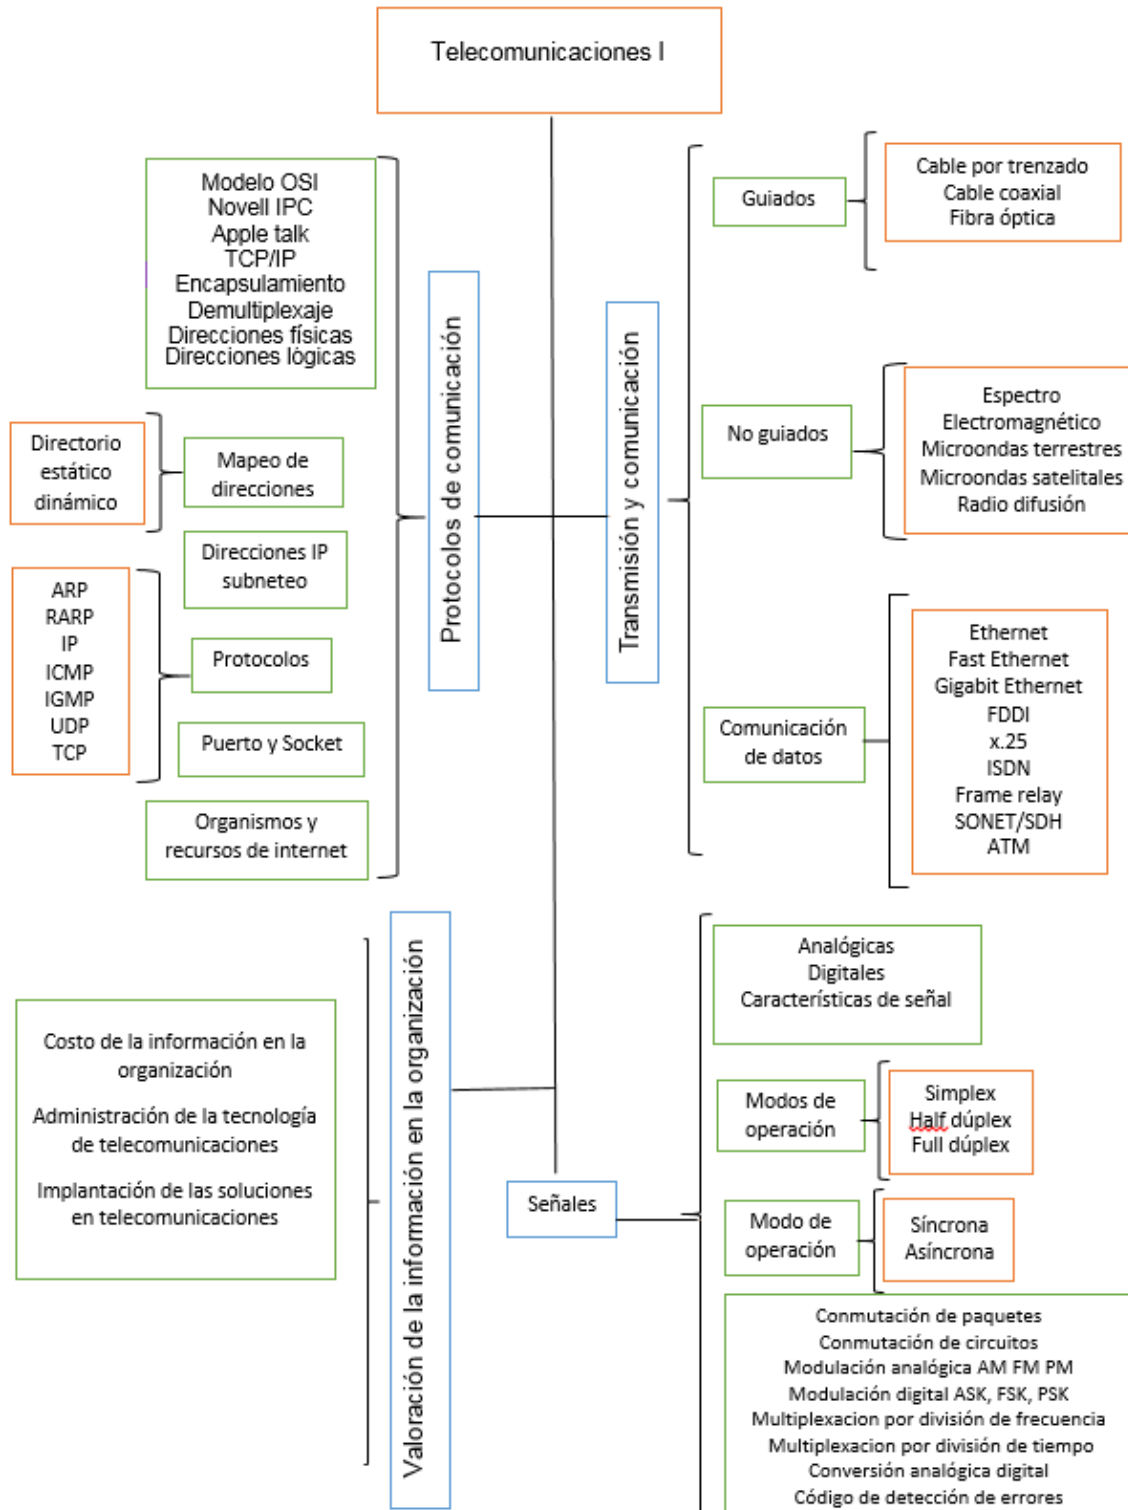 Telecomunicaciones I
Modelo OSI
Novell IPC
Apple talk
TCP/IP
Encapsulamiento
Demultiplexaje
Direcciones físicas
Direcciones lógicas
Directorio
estático
dinámico
Mapeo de
direcciones
Direcciones IP
subneteo
ARP
RARP
IP
ICMP
IGMP
UDP
TCP
Protocolos
Puerto y Socket
Organismos y
recursos de internet
Protocolos de comunicación
Transmisión y comunicación
Guiados
Cable por trenzado
Cable coaxial
Fibra óptica
No guiados
Espectro
Electromagnético
Microondas terrestres
Microondas satelitales
Radio difusión
Comunicación
de datos
Ethernet
Fast Ethernet
Gigabit Ethernet
FDDI
x.25
ISDN
Frame relay
SONET/SDH
ATM
Costo de la información en la
organización
Administración de la tecnología
de telecomunicaciones
Implantación de las soluciones
en telecomunicaciones
Valoración de la información en la organización
Señales
Analógicas
Digitales
Características de señal
Modos de
operación
Simplex
Half dúplex
Full dúplex
Modo de
operación
Síncrona
Asíncrona
Conmutación de paquetes
Conmutación de circuitos
Modulación analógica AM FM PM
Modulación digital ASK, FSK, PSK
Multiplexacion por división de frecuencia
Multiplexacion por división de tiempo
Conversión analógica digital
Código de detección de errores